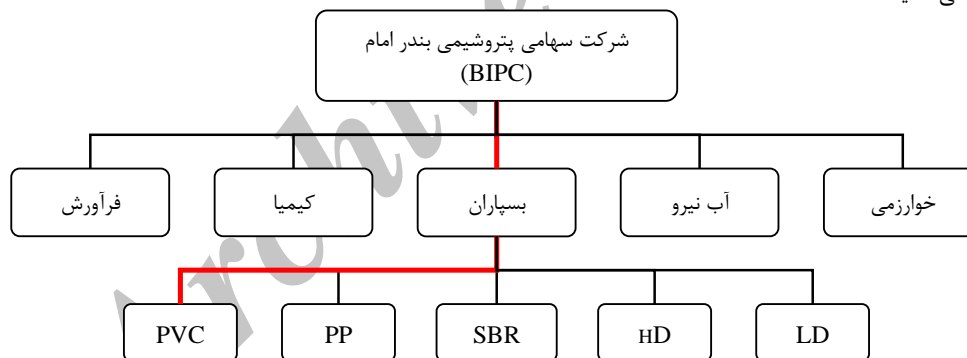 شرکت سهامی پتروشیمی بندر امام
(BIPC)
خوارزمی
آب نیرو
بسپاران
کیمیا
فرآورش
PVC
PP
SBR
HD
LD